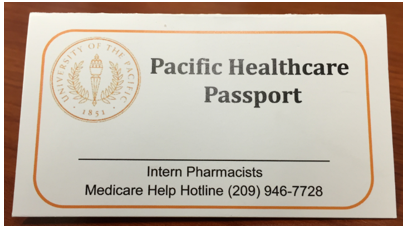 UNIVERSITY OF THE PACIFIC
1851
Pacific Healthcare
Passport
Intern Pharmacists
Medicare Help Hotline (209) 946-7728